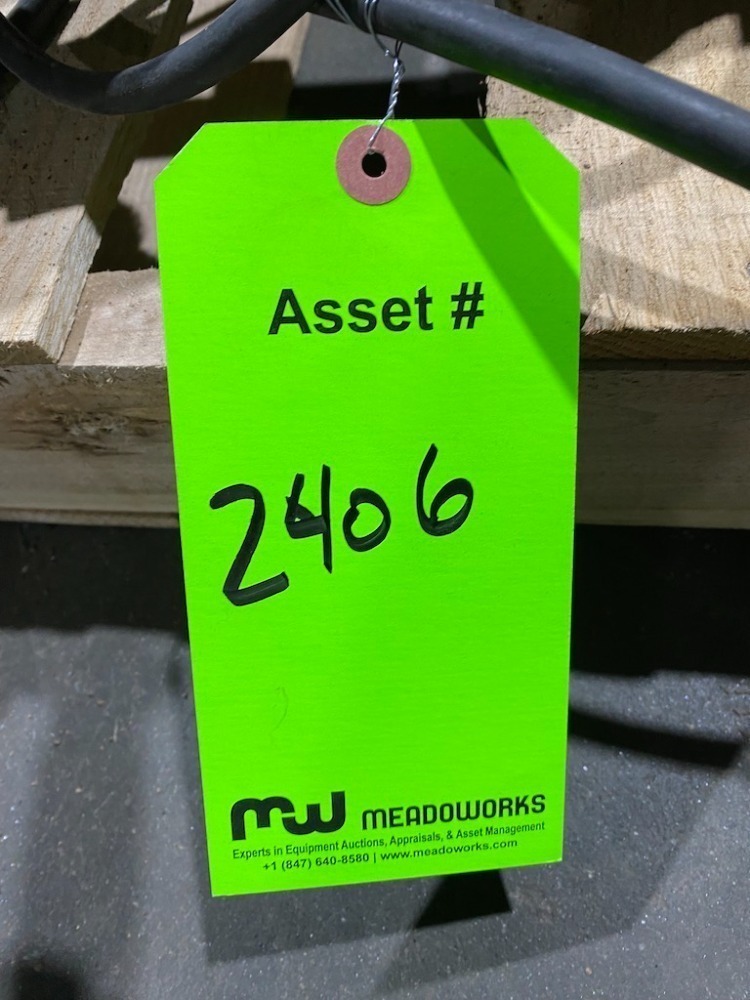 Asset #
2406
mw MEADOWORKS
Experts in Equipment Auctions, Appraisals, & Asset Management
+1 (847) 640-8580 | www.meadoworks.com